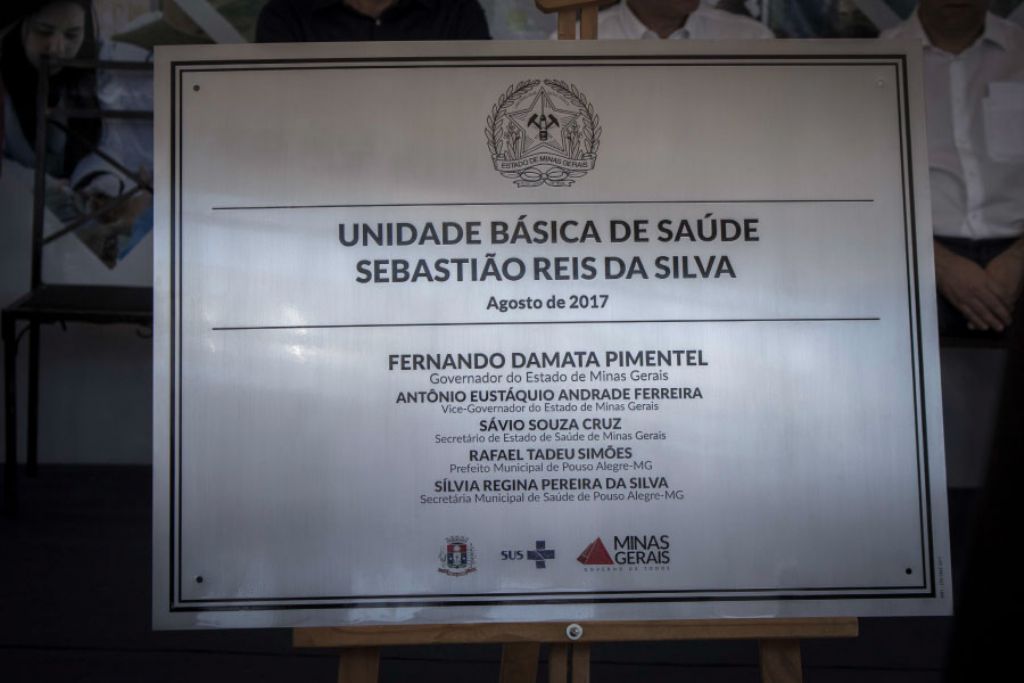 ESTADO DE MINAS GERAIS
UNIDADE BÁSICA DE SAÚDE
SEBASTIÃO REIS DA SILVA
Agosto de 2017
FERNANDO DAMATA PIMENTEL
Governador do Estado de Minas Gerais
ANTÔNIO EUSTÁQUIO ANDRADE FERREIRA
Vice-Governador do Estado de Minas Gerais
SÁVIO SOUZA CRUZ
Secretário de Estado de Saúde de Minas Gerais
RAFAEL TADEU SIMÕES
Prefeito Municipal de Pouso Alegre-MG
SÍLVIA REGINA PEREIRA DA SILVA
Secretária Municipal de Saúde de Pouso Alegre-MG
SUS
MINAS
GERAIS
GOVERNO DE TODOS